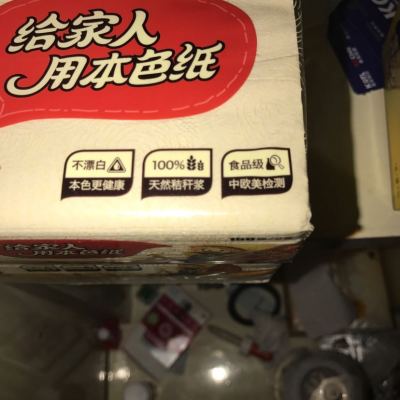 给家人
用本色纸
不漂白
本色更健康
100%
天然秸秆浆
食品级
中欧美检测
给家人
用本色纸